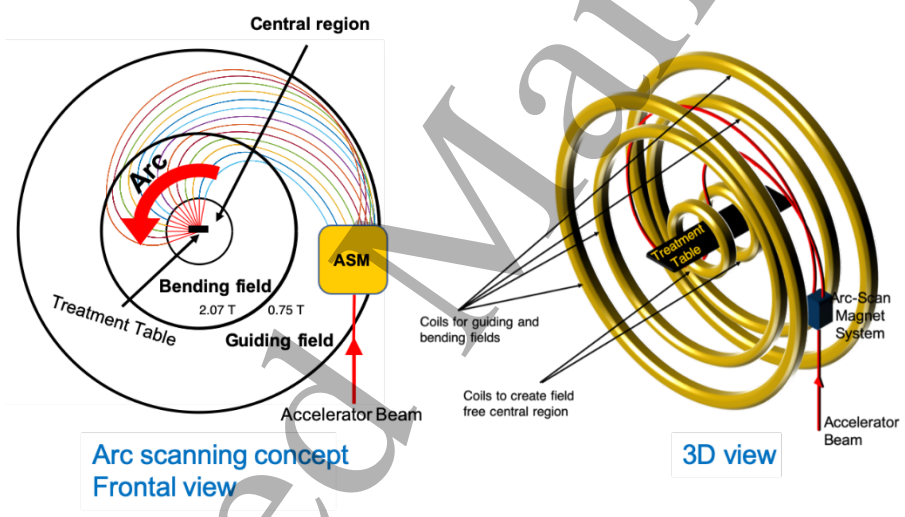 Central region
Arc
ASM
Bending field
2.07 T
0.75 T
Treatment Table
Guiding field
Accelerator Beam
Arc scanning concept
Frontal view
Treatment
Table
Coils for guiding and
bending fields
Arc-Scan
Magnet
System
Coils to create field
free central region
Accelerator
Beam
3D view
ed Man